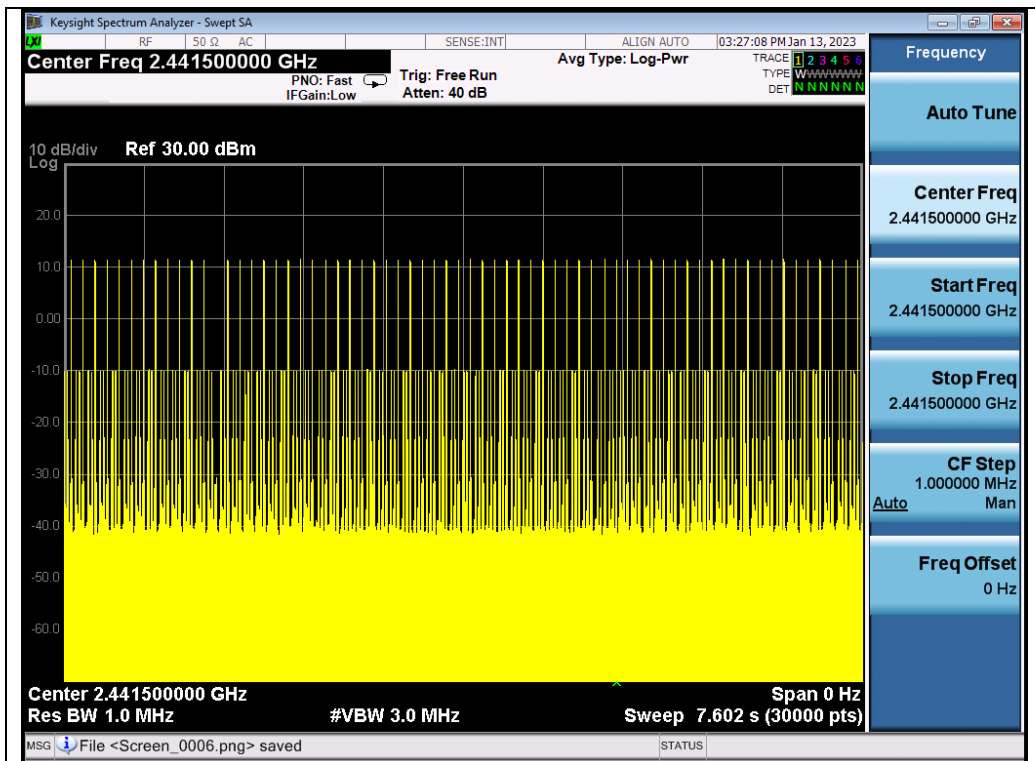 Keysight Spectrum Analyzer - Swept SA
LXI RF 50 Ω AC SENSE:INT ALIGN AUTO 03:27:08 PM Jan 13, 2023
Center Freq 2.441500000 GHz Avg Type: Log-Pwr TRACE 1 2 3 4 5 6
PNO: Fast Trig: Free Run TYPE WWWWWW
IFGain:Low Atten: 40 dB DET N N N N N N
10 dB/div Ref 30.00 dBm
Log
20.0
10.0
0.00
-10.0
-20.0
-30.0
-40.0
-50.0
-60.0
Center 2.441500000 GHz Span 0 Hz
Res BW 1.0 MHz #VBW 3.0 MHz Sweep 7.602 s (30000 pts)
MSG File <Screen_0006.png> saved STATUS
Frequency
Auto Tune
Center Freq
2.441500000 GHz
Start Freq
2.441500000 GHz
Stop Freq
2.441500000 GHz
CF Step
1.000000 MHz
Auto Man
Freq Offset
0 Hz